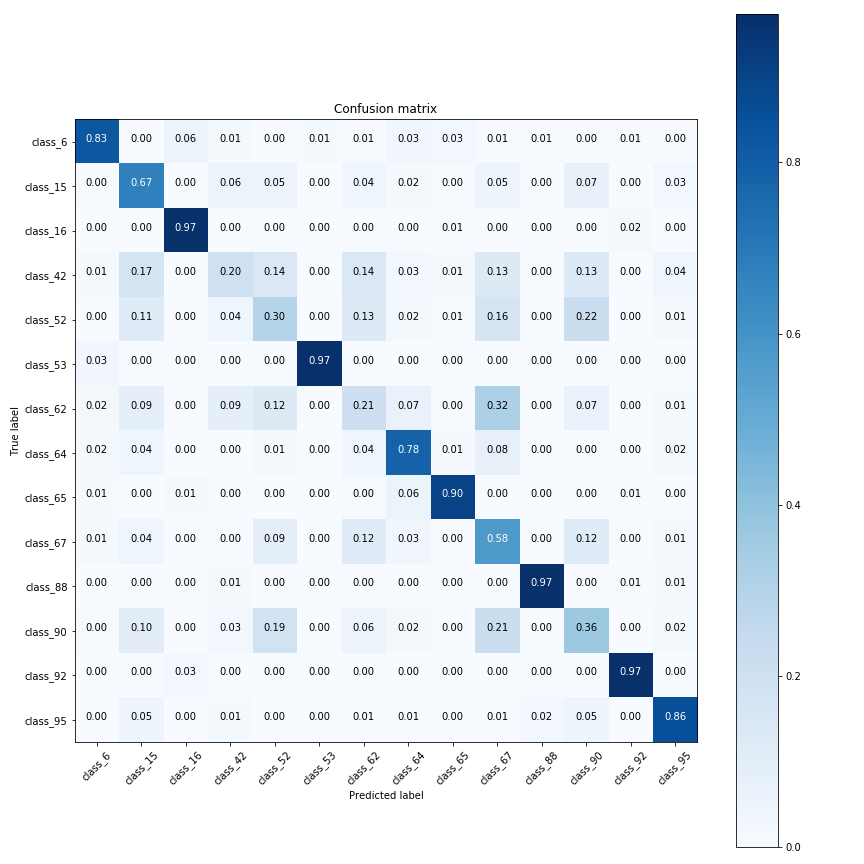 Confusion matrix
class_6 0.83 0.00 0.06 0.01 0.00 0.01 0.01 0.03 0.03 0.01 0.01 0.00 0.01 0.00
class_15 0.00 0.67 0.00 0.06 0.05 0.00 0.04 0.02 0.00 0.05 0.00 0.07 0.00 0.03
class_16 0.00 0.00 0.97 0.00 0.00 0.00 0.00 0.00 0.01 0.00 0.00 0.00 0.02 0.00
class_42 0.01 0.17 0.00 0.20 0.14 0.00 0.14 0.03 0.01 0.13 0.00 0.13 0.00 0.04
class_52 0.00 0.11 0.00 0.04 0.30 0.00 0.13 0.02 0.01 0.16 0.00 0.22 0.00 0.01
class_53 0.03 0.00 0.00 0.00 0.00 0.97 0.00 0.00 0.00 0.00 0.00 0.00 0.00 0.00
class_62 0.02 0.09 0.00 0.09 0.12 0.00 0.21 0.07 0.00 0.32 0.00 0.07 0.00 0.01
class_64 0.02 0.04 0.00 0.00 0.01 0.00 0.04 0.78 0.01 0.08 0.00 0.00 0.00 0.02
class_65 0.01 0.00 0.01 0.00 0.00 0.00 0.00 0.06 0.90 0.00 0.00 0.00 0.01 0.00
class_67 0.01 0.04 0.00 0.00 0.09 0.00 0.12 0.03 0.00 0.58 0.00 0.12 0.00 0.01
class_88 0.00 0.00 0.00 0.01 0.00 0.00 0.00 0.00 0.00 0.00 0.97 0.00 0.01 0.01
class_90 0.00 0.10 0.00 0.03 0.19 0.00 0.06 0.02 0.00 0.21 0.00 0.36 0.00 0.02
class_92 0.00 0.00 0.03 0.00 0.00 0.00 0.00 0.00 0.00 0.00 0.00 0.00 0.97 0.00
class_95 0.00 0.05 0.00 0.01 0.00 0.00 0.01 0.01 0.00 0.01 0.02 0.05 0.00 0.86
class_6 class_15 class_16 class_42 class_52 class_53 class_62 class_64 class_65 class_67 class_88 class_90 class_92 class_95
Predicted label
True label
0.8
0.6
0.4
0.2
0.0